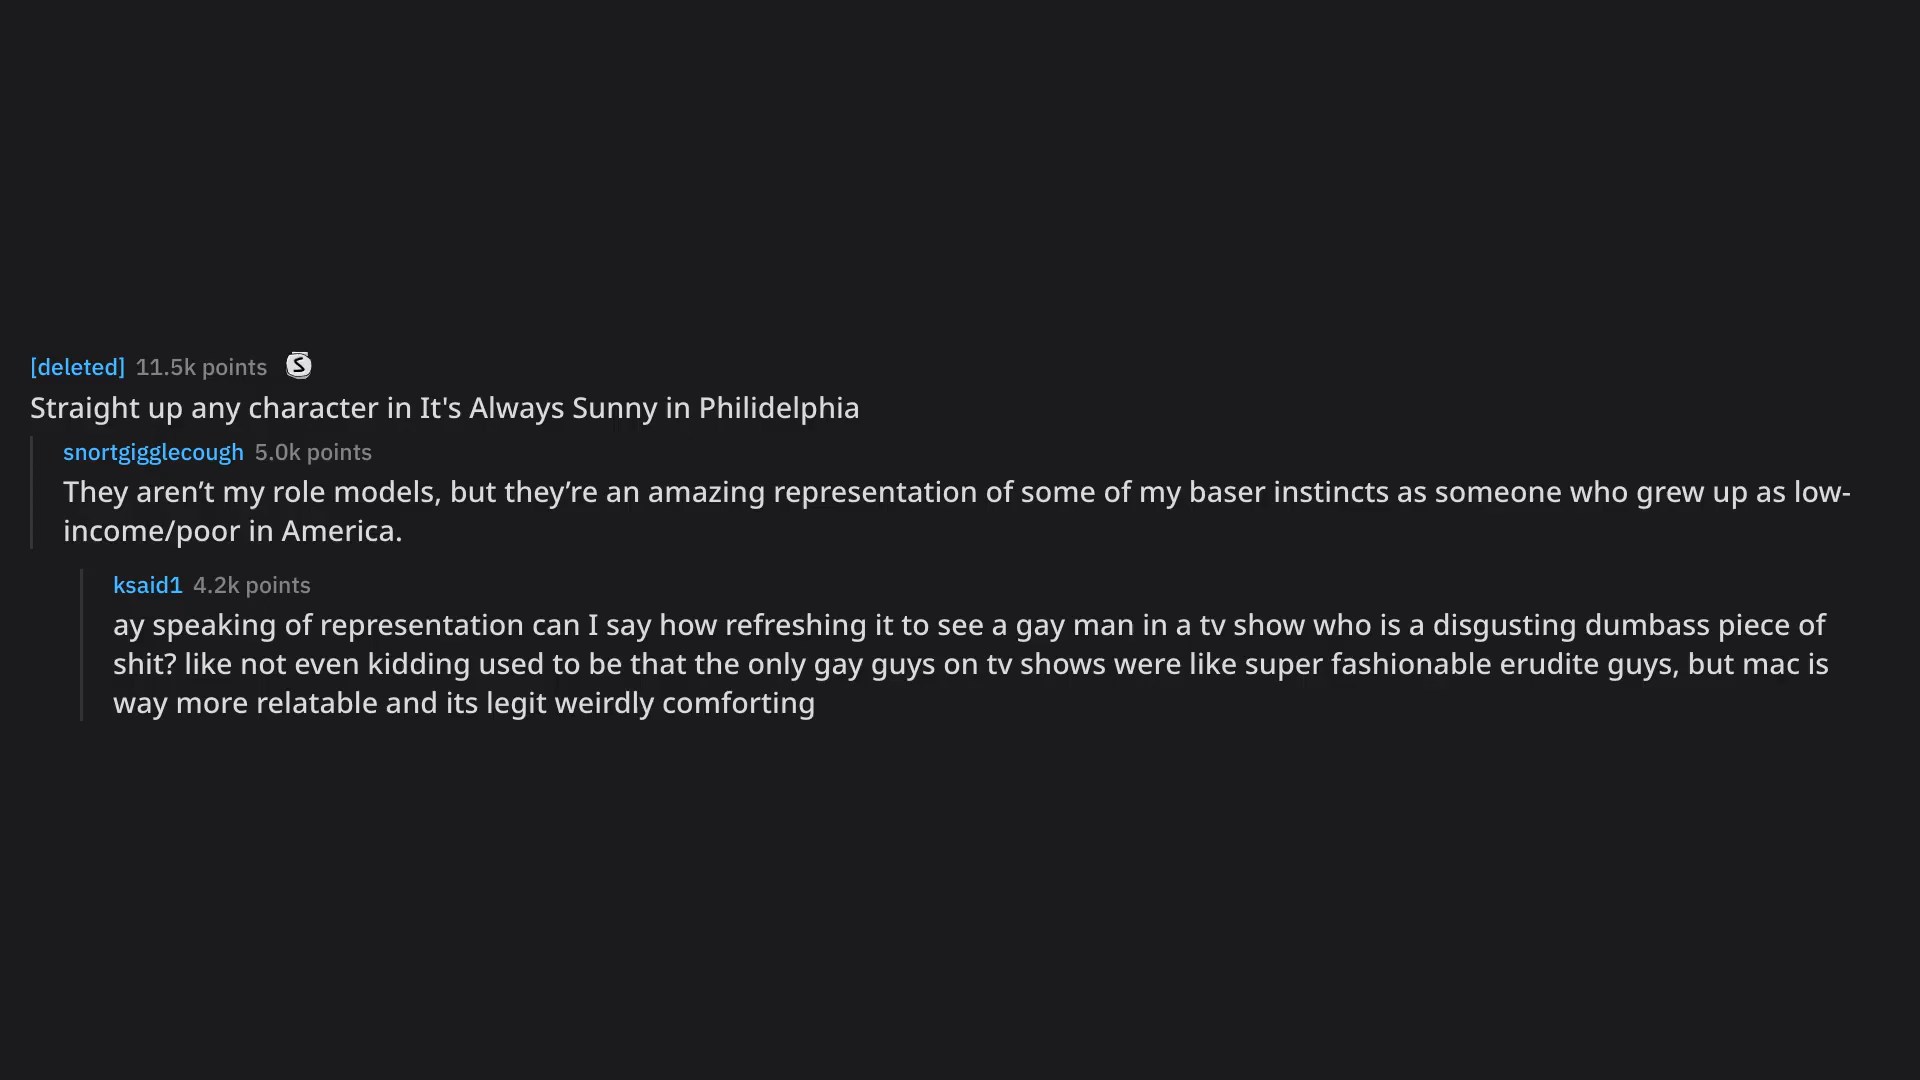 [deleted] 11.5k points S
Straight up any character in It's Always Sunny in Philidelphia
snortgigglecough 5.0k points
They aren’t my role models, but they’re an amazing representation of some of my baser instincts as someone who grew up as low-
income/poor in America.
ksaid1 4.2k points
ay speaking of representation can I say how refreshing it to see a gay man in a tv show who is a disgusting dumbass piece of
shit? like not even kidding used to be that the only gay guys on tv shows were like super fashionable erudite guys, but mac is
way more relatable and its legit weirdly comforting